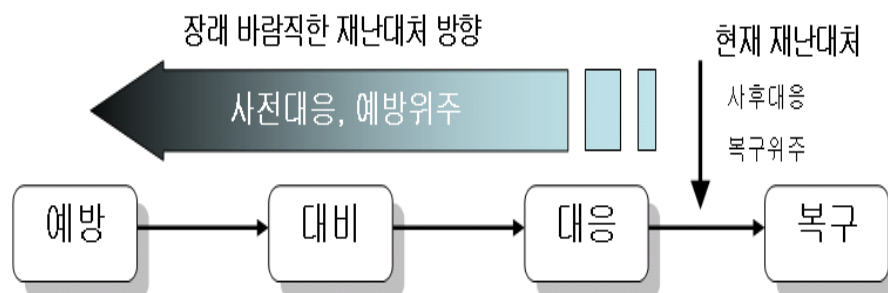 장래 바람직한 재난대처 방향
현재 재난대처
사전대응, 예방위주
사후대응
복구위주
예방
대비
대응
복구